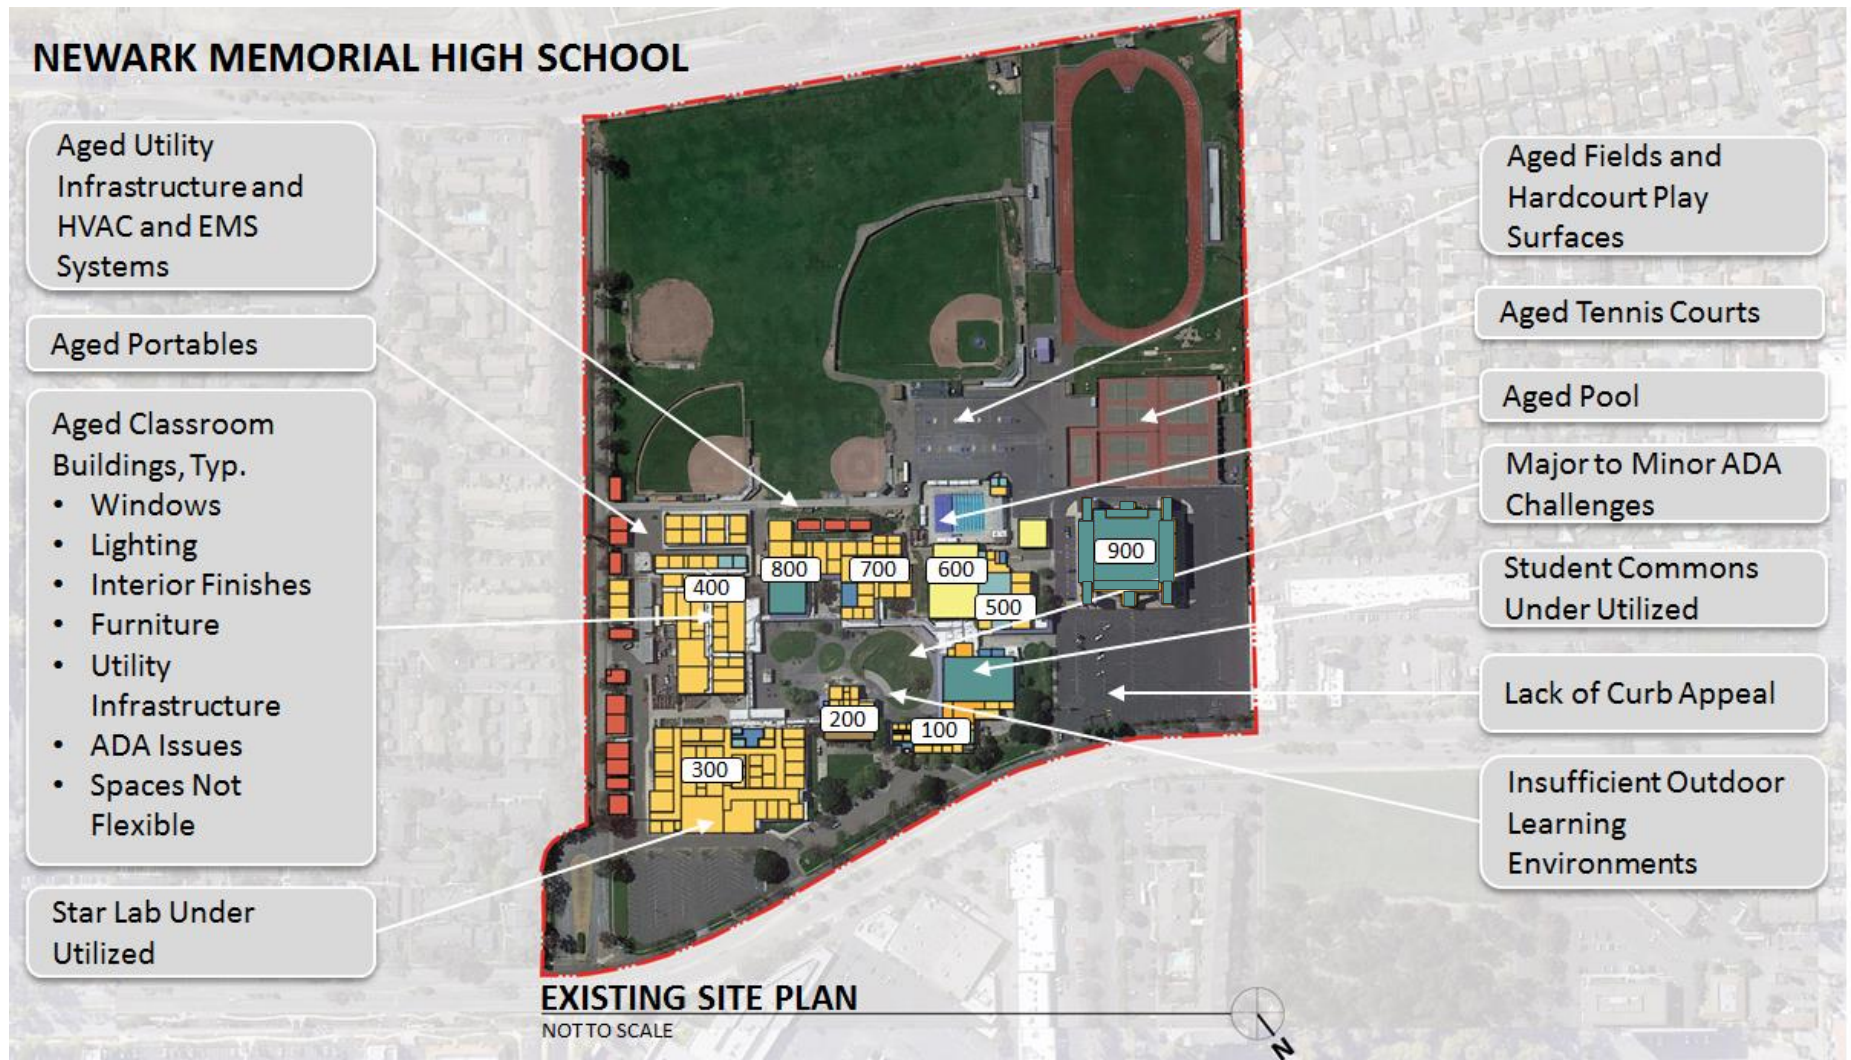 NEWARK MEMORIAL HIGH SCHOOL
Aged Utility
Infrastructure and
HVAC and EMS
Systems
Aged Portables
Aged Classroom
Buildings, Typ.
• Windows
• Lighting
• Interior Finishes
• Furniture
• Utility
Infrastructure
• ADA Issues
• Spaces Not
Flexible
Star Lab Under
Utilized
Aged Fields and
Hardcourt Play
Surfaces
Aged Tennis Courts
Aged Pool
Major to Minor ADA
Challenges
Student Commons
Under Utilized
Lack of Curb Appeal
Insufficient Outdoor
Learning
Environments
900
800
700
600
400
500
200
100
300
EXISTING SITE PLAN
NOT TO SCALE
N